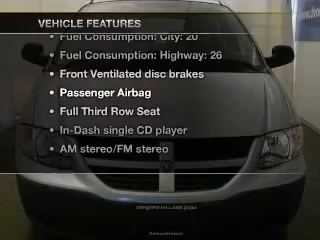 VEHICLE FEATURES
• Fuel Consumption: City: 20
• Fuel Consumption: Highway: 26
• Front Ventilated disc brakes
• Passenger Airbag
• Full Third Row Seat
• In-Dash single CD player
• AM stereo/FM stereo